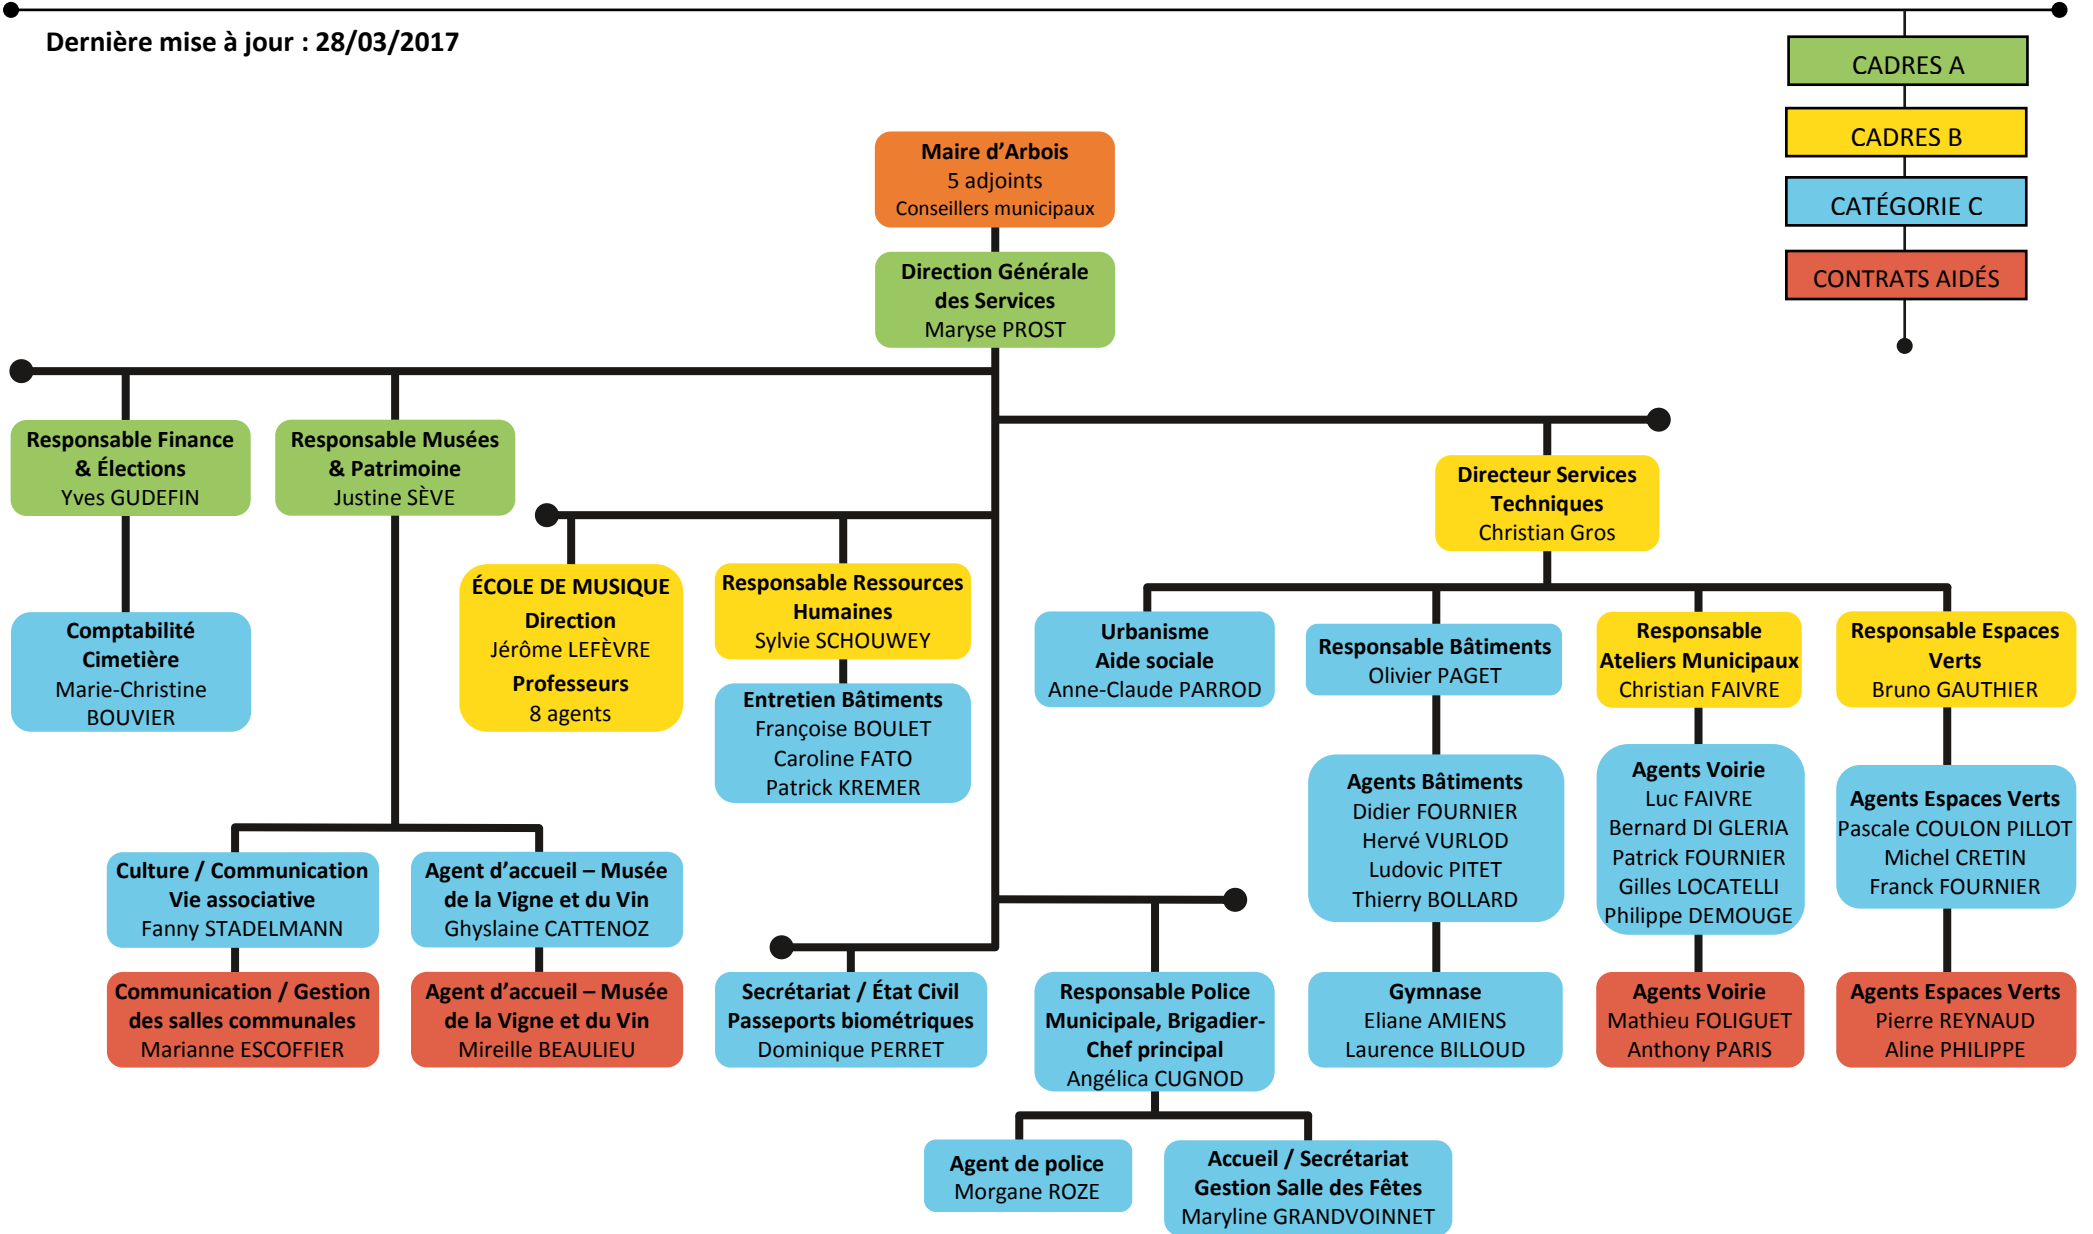 Dernière mise à jour : 28/03/2017
CADRES A
CADRES B
CATÉGORIE C
CONTRATS AIDÉS
Maire d’Arbois
5 adjoints
Conseillers municipaux
Direction Générale
des Services
Maryse PROST
Responsable Finance
& Élections
Yves GUDEFIN
Responsable Musées
& Patrimoine
Justine SÈVE
Directeur Services
Techniques
Christian Gros
ÉCOLE DE MUSIQUE
Direction
Jérôme LEFÈVRE
Professeurs
8 agents
Responsable Ressources
Humaines
Sylvie SCHOUWEY
Comptabilité
Cimetière
Marie-Christine
BOUVIER
Entretien Bâtiments
Françoise BOULET
Caroline FATO
Patrick KREMER
Urbanisme
Aide sociale
Anne-Claude PARROD
Responsable Bâtiments
Olivier PAGET
Responsable
Ateliers Municipaux
Christian FAIVRE
Responsable Espaces
Verts
Bruno GAUTHIER
Agents Bâtiments
Didier FOURNIER
Hervé VURLOD
Ludovic PITET
Thierry BOLLARD
Agents Voirie
Luc FAIVRE
Bernard DI GLERIA
Patrick FOURNIER
Gilles LOCATELLI
Philippe DEMOUGE
Agents Espaces Verts
Pascale COULON PILLOT
Michel CRETIN
Franck FOURNIER
Culture / Communication
Vie associative
Fanny STADELMANN
Agent d’accueil – Musée
de la Vigne et du Vin
Ghyslaine CATTENOZ
Communication / Gestion
des salles communales
Marianne ESCOFFIER
Agent d’accueil – Musée
de la Vigne et du Vin
Mireille BEAULIEU
Secrétariat / État Civil
Passeports biométriques
Dominique PERRET
Responsable Police
Municipale, Brigadier-
Chef principal
Angélica CUGNOD
Gymnase
Eliane AMIENS
Laurence BILLOUD
Agents Voirie
Mathieu FOLIGUET
Anthony PARIS
Agents Espaces Verts
Pierre REYNAUD
Aline PHILIPPE
Agent de police
Morgane ROZE
Accueil / Secrétariat
Gestion Salle des Fêtes
Maryline GRANDVOINNET